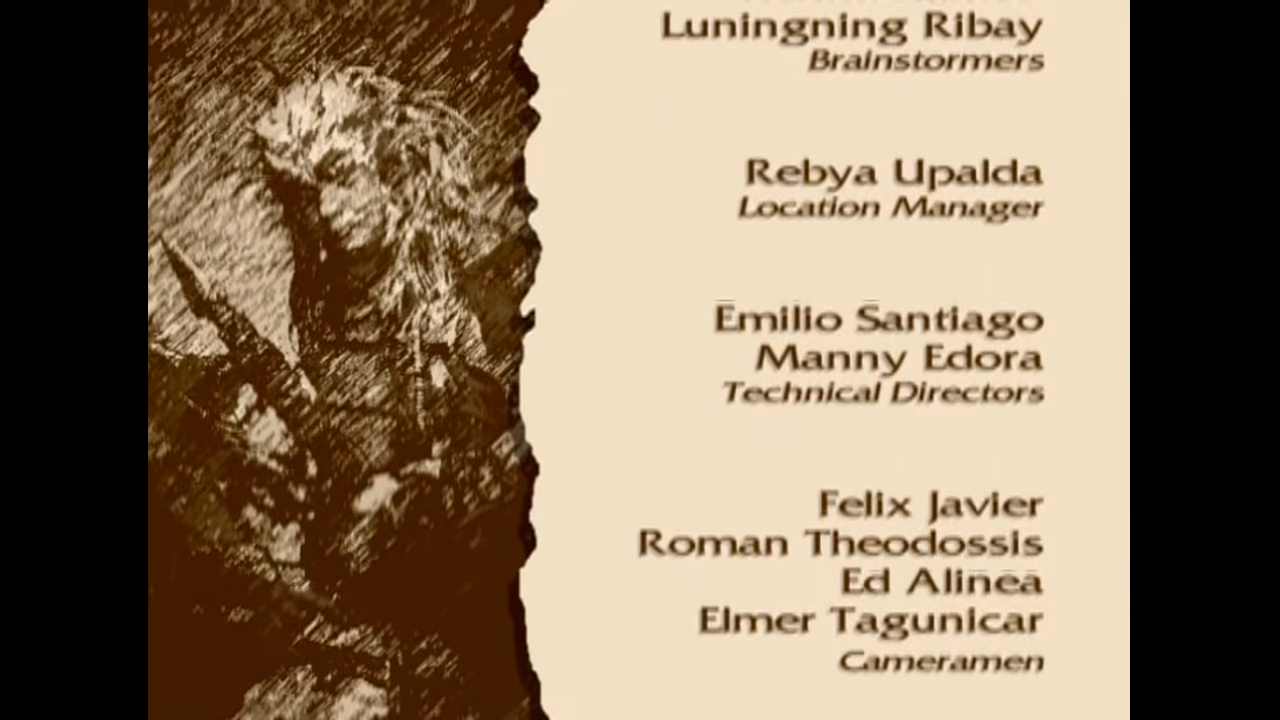 Luningning Ribay
Brainstormers
Rebya Upalda
Location Manager
Emilio Santiago
Manny Edora
Technical Directors
Felix Javier
Roman Theodossis
Ed Alinea
Elmer Tagunicar
Cameramen